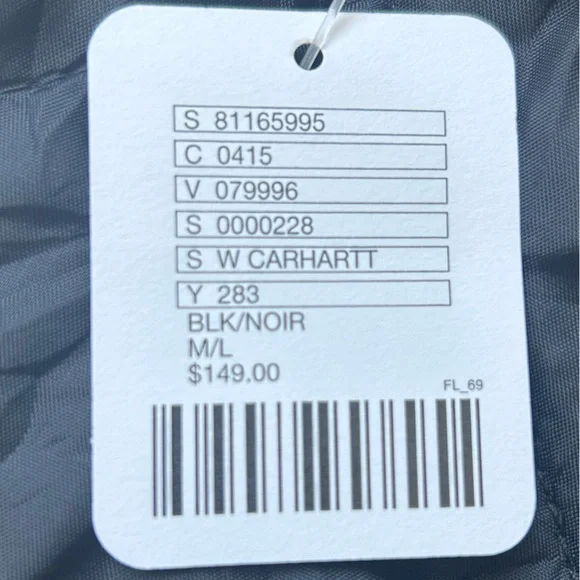 S 81165995
C 0415
V 079996
S 0000228
S W CARHARTT
Y 283
BLK/NOIR
M/L
$149.00
FL_69